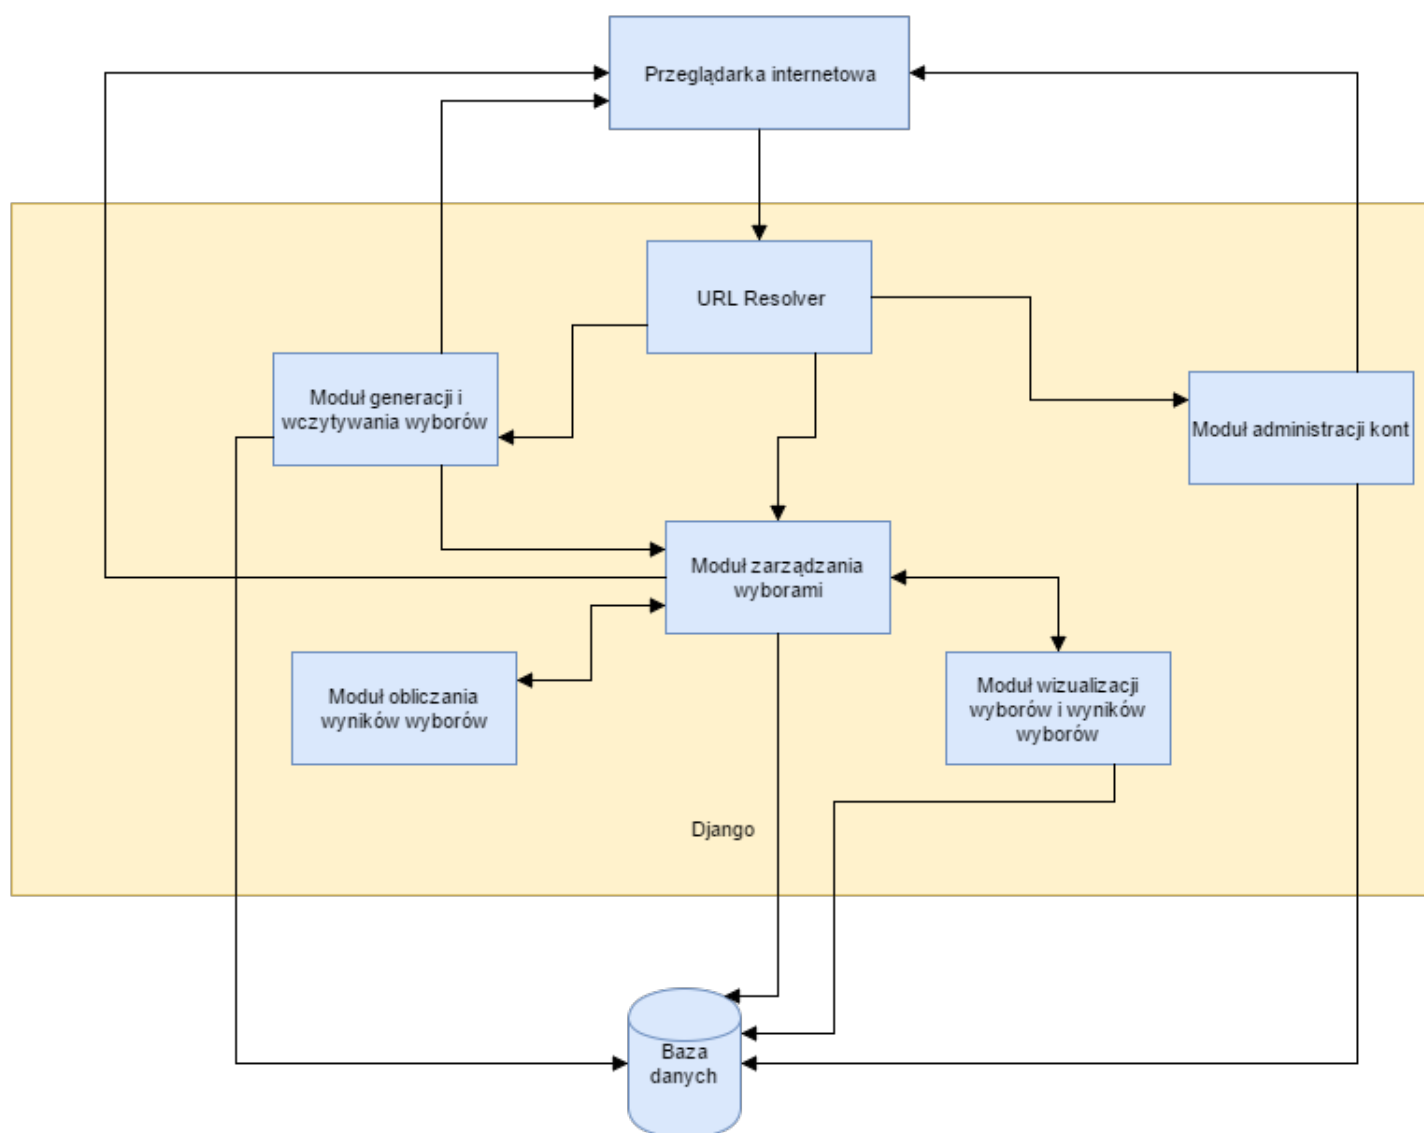 Przeglądarka internetowa
URL Resolver
Moduł generacji i
wczytywania wyborów
Moduł administracji kont
Moduł zarządzania
wyborami
Moduł obliczania
wyników wyborów
Moduł wizualizacji
wyborów i wyników
wyborów
Django
Baza
danych